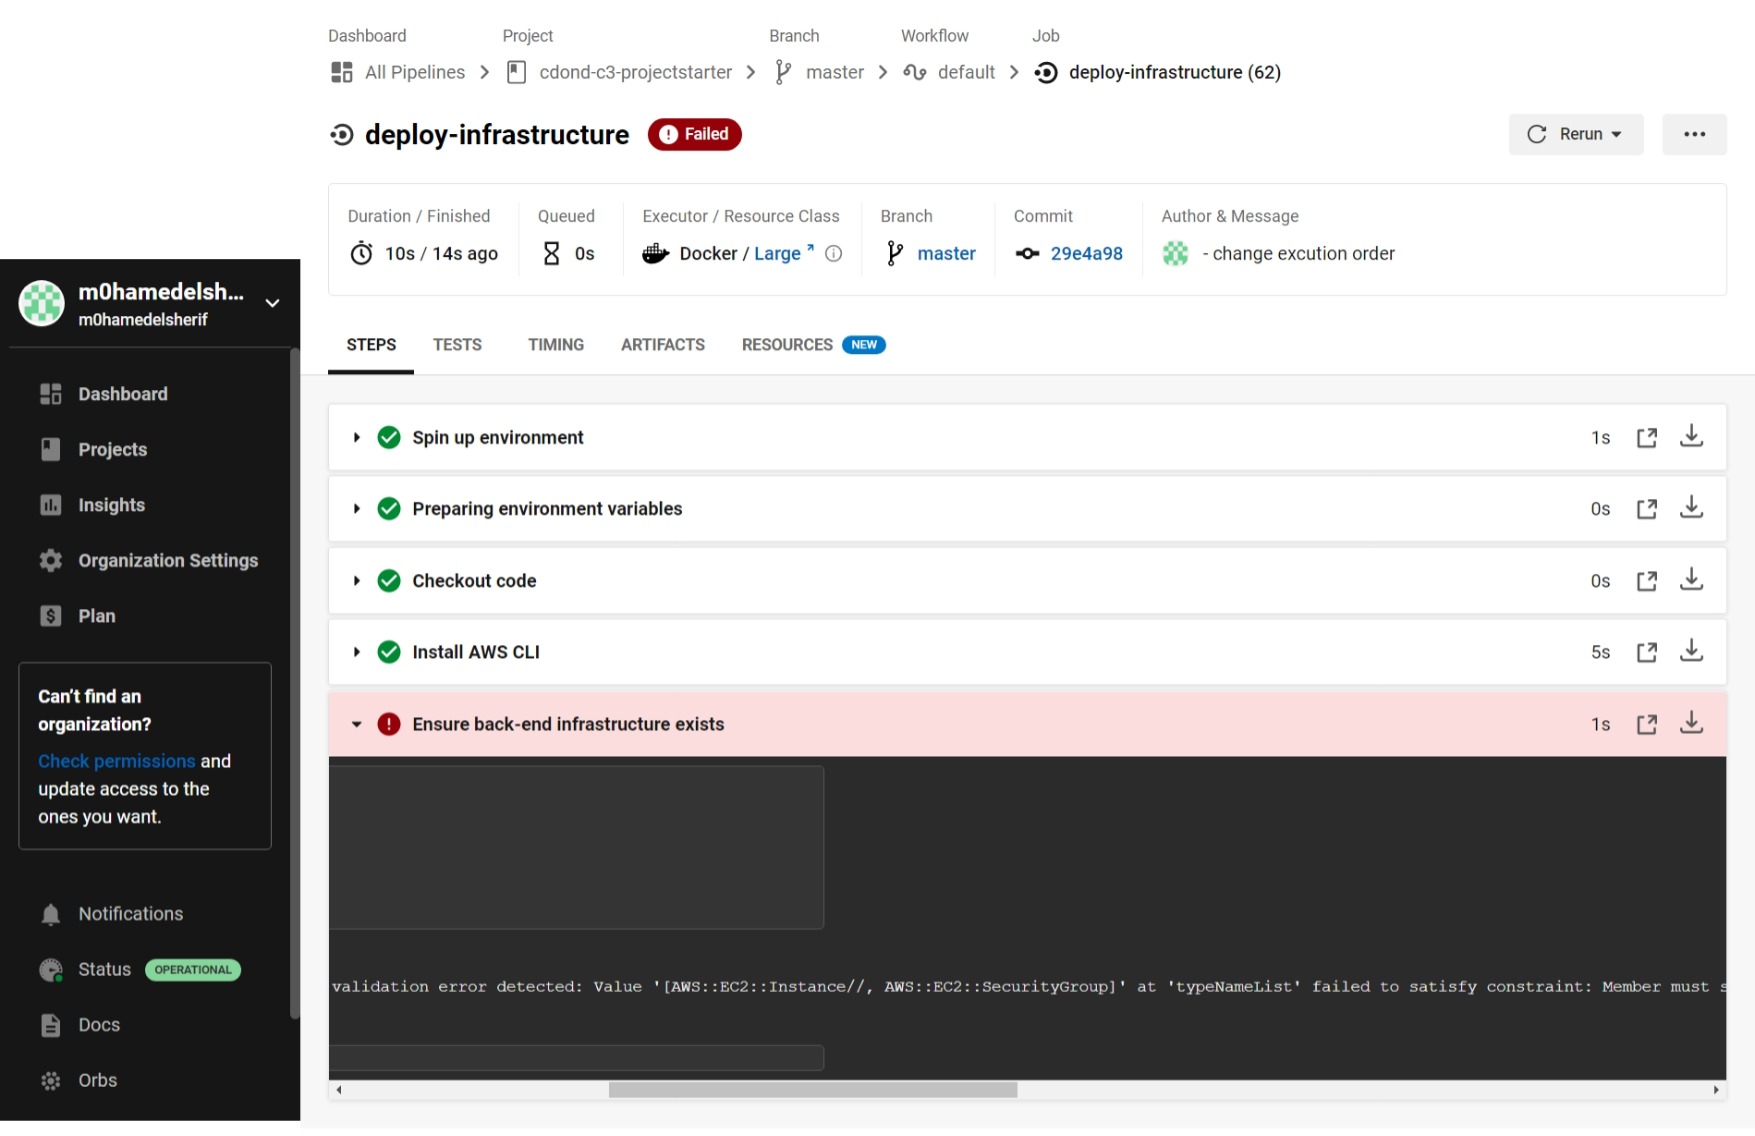 Dashboard Project Branch Workflow Job
All Pipelines cdond-c3-projectstarter master default deploy-infrastructure (62)
deploy-infrastructure Failed Rerun
Duration / Finished Queued Executor / Resource Class Branch Commit Author & Message
10s / 14s ago 0s Docker / Large master 29e4a98 - change excution order
STEPS TESTS TIMING ARTIFACTS RESOURCES NEW
m0hamedelsh...
m0hamedelsherif
Dashboard
Projects
Insights
Organization Settings
Plan
Can't find an
organization?
Check permissions and
update access to the
ones you want.
Notifications
Status OPERATIONAL
Docs
Orbs
Spin up environment 1s
Preparing environment variables 0s
Checkout code 0s
Install AWS CLI 5s
Ensure back-end infrastructure exists 1s
validation error detected: Value '[AWS::EC2::Instance//, AWS::EC2::SecurityGroup]' at 'typeNameList' failed to satisfy constraint: Member must